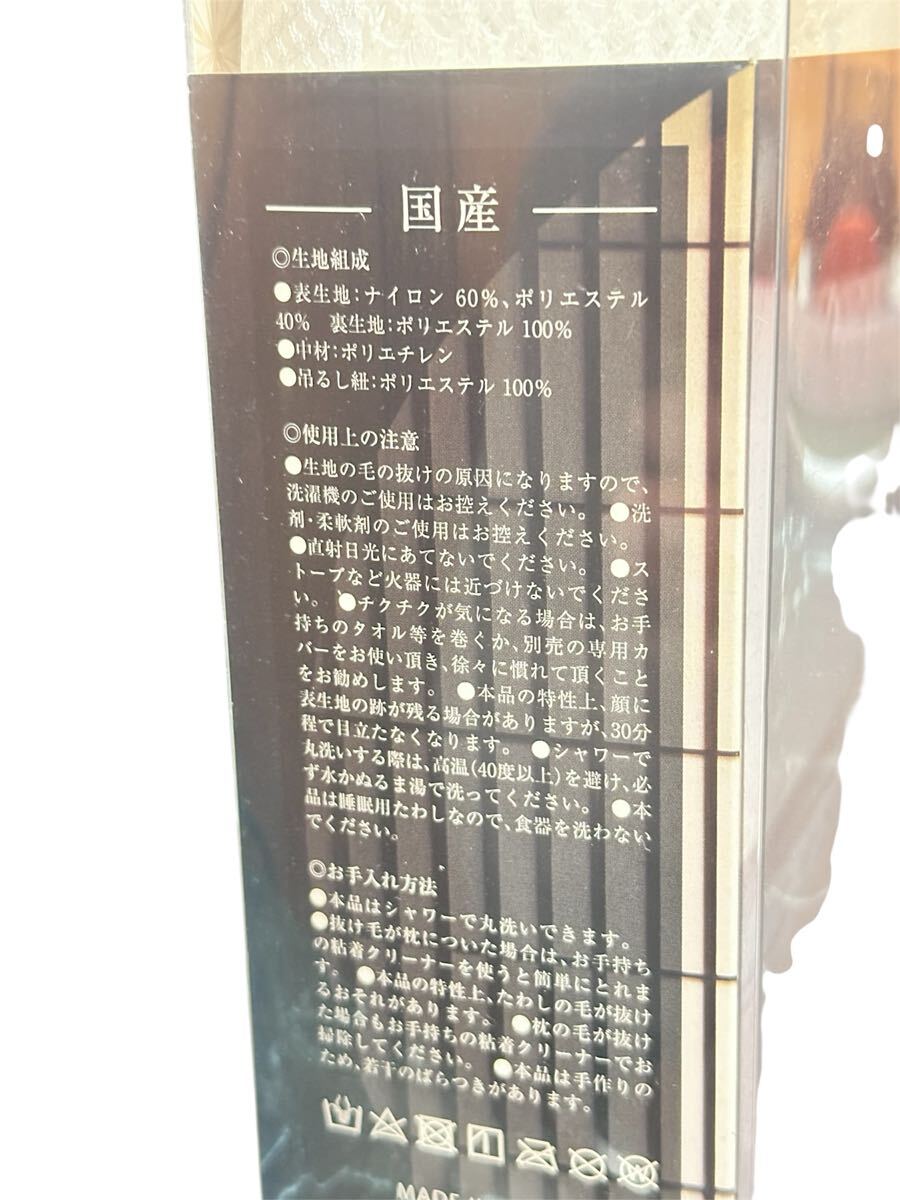 国産
◎生地組成
●表生地：ナイロン 60%、ポリエステル
40%　裏生地：ポリエステル 100%
●中材：ポリエチレン
●吊るし紐：ポリエステル 100%
◎使用上の注意
●生地の毛の抜けの原因になりますので、
洗濯機のご使用はお控えください。　●洗
剤・柔軟剤のご使用はお控えください。
●直射日光にあてないでください。　●ス
トーブなど火器には近づけないでくださ
い。　●チクチクが気になる場合は、お手
持ちのタオル等を巻くか、別売の専用カ
バーをお使い頂き、徐々に慣れて頂くこと
をお勧めします。　●本品の特性上、顔に
表生地の跡が残る場合がありますが、30分
程で目立たなくなります。　●シャワーで
丸洗いする際は、高温（40度以上）を避け、必
ず水かぬるま湯で洗ってください。　●本
品は睡眠用たわしなので、食器を洗わない
でください。
◎お手入れ方法
●本品はシャワーで丸洗いできます。
●抜け毛が枕についた場合は、お手持ち
の粘着クリーナーを使うと簡単にとれま
す。　●本品の特性上、たわしの毛が抜け
るおそれがあります。　●枕の毛が抜け
た場合もお手持ちの粘着クリーナーでお
掃除してください。　●本品は手作りの
ため、若干のばらつきがあります。
MADE